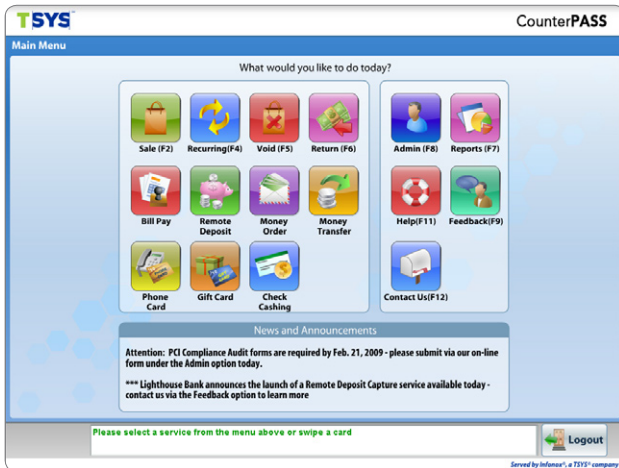 TSYS
CounterPASS
Main Menu
What would you like to do today?
Sale (F2) Recurring(F4) Void (F5) Return (F6) Admin (F8) Reports (F7)
Bill Pay Remote Deposit Money Order Money Transfer Help(F11) Feedback(F9)
Phone Card Gift Card Check Cashing Contact Us(F12)
News and Announcements
Attention: PCI Compliance Audit forms are required by Feb. 21, 2009 - please submit via our on-line
form under the Admin option today.
*** Lighthouse Bank announces the launch of a Remote Deposit Capture service available today -
contact us via the Feedback option to learn more
Please select a service from the menu above or swipe a card
Logout
Served by Infonox®, a TSYS® company